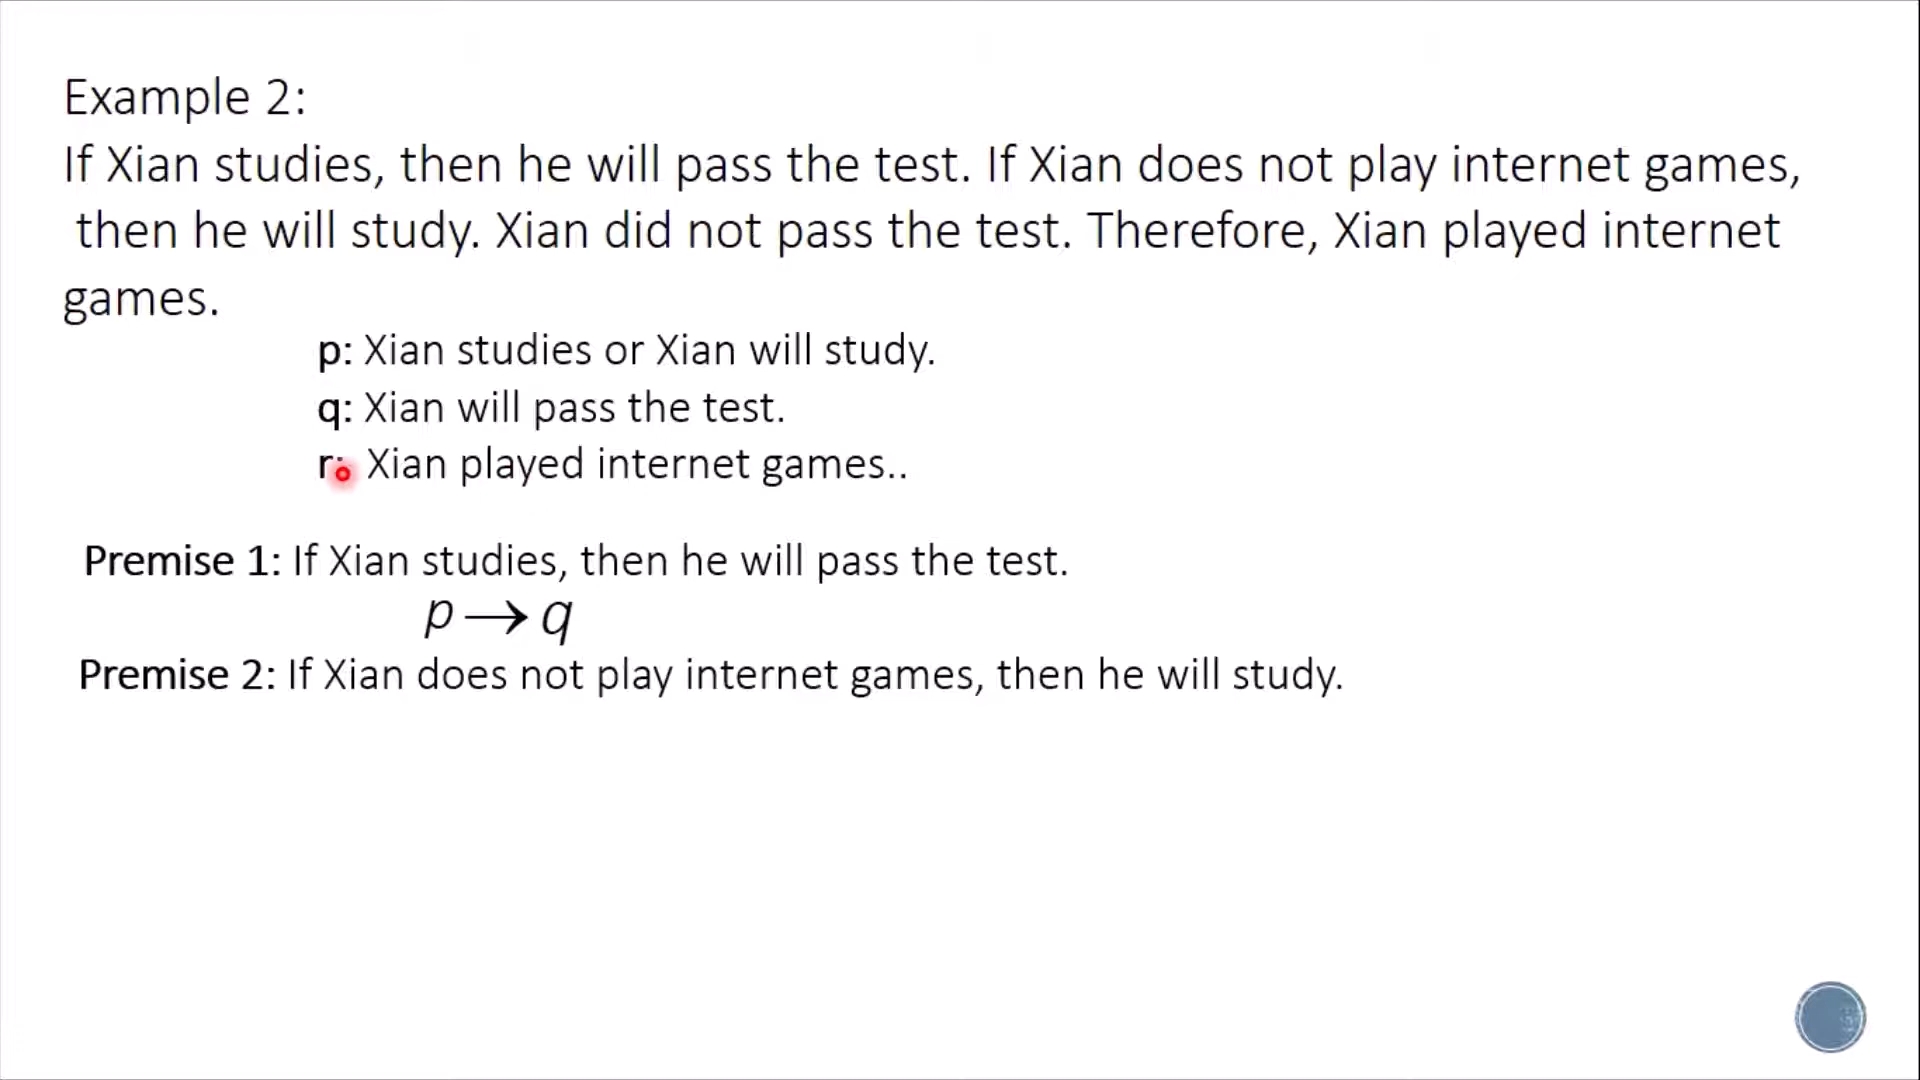 Example 2:
If Xian studies, then he will pass the test. If Xian does not play internet games,
then he will study. Xian did not pass the test. Therefore, Xian played internet
games.
p: Xian studies or Xian will study.
q: Xian will pass the test.
r: Xian played internet games..
Premise 1: If Xian studies, then he will pass the test.
p → q
Premise 2: If Xian does not play internet games, then he will study.